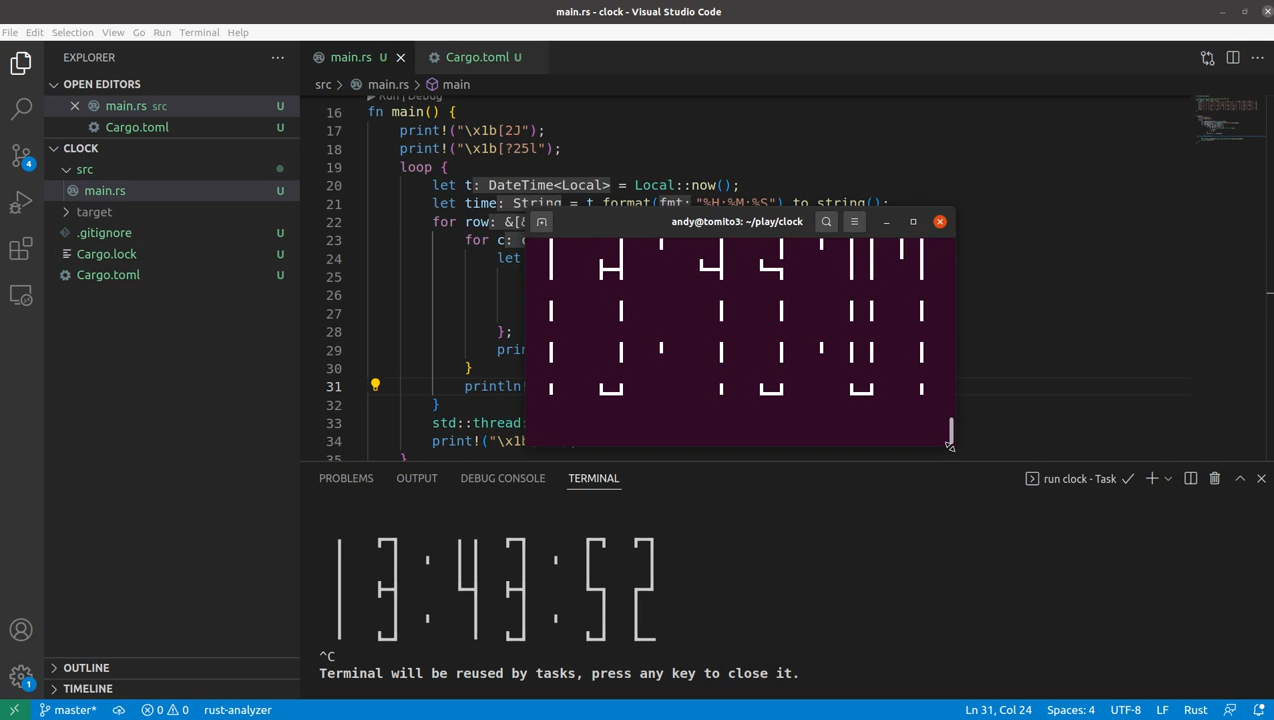 main.rs - clock - Visual Studio Code
File Edit Selection View Go Run Terminal Help
EXPLORER
OPEN EDITORS
main.rs src U
Cargo.toml U
CLOCK
src
main.rs U
target
.gitignore U
Cargo.lock U
Cargo.toml U
OUTLINE
TIMELINE
4
1
main.rs U
Cargo.toml U
src > main.rs > main
Run | Debug
16 fn main() {
17 print!("\x1b[2J");
18 print!("\x1b[?25l");
19 loop {
20 let t: DateTime<Local> = Local::now();
21 let time: String = t.format(fmt: "%H:%M:%S").to_string();
22 for row: &[&
23 for c: c
24 let
25
26
27
28 };
29 prin
30 }
31 println!
32 }
33 std::thread:
34 print!("\x1b
35 }
andy@tomito3: ~/play/clock
PROBLEMS OUTPUT DEBUG CONSOLE TERMINAL
run clock - Task
13:43:52
^C
Terminal will be reused by tasks, press any key to close it.
master* 0 0 rust-analyzer Ln 31, Col 24 Spaces: 4 UTF-8 LF Rust